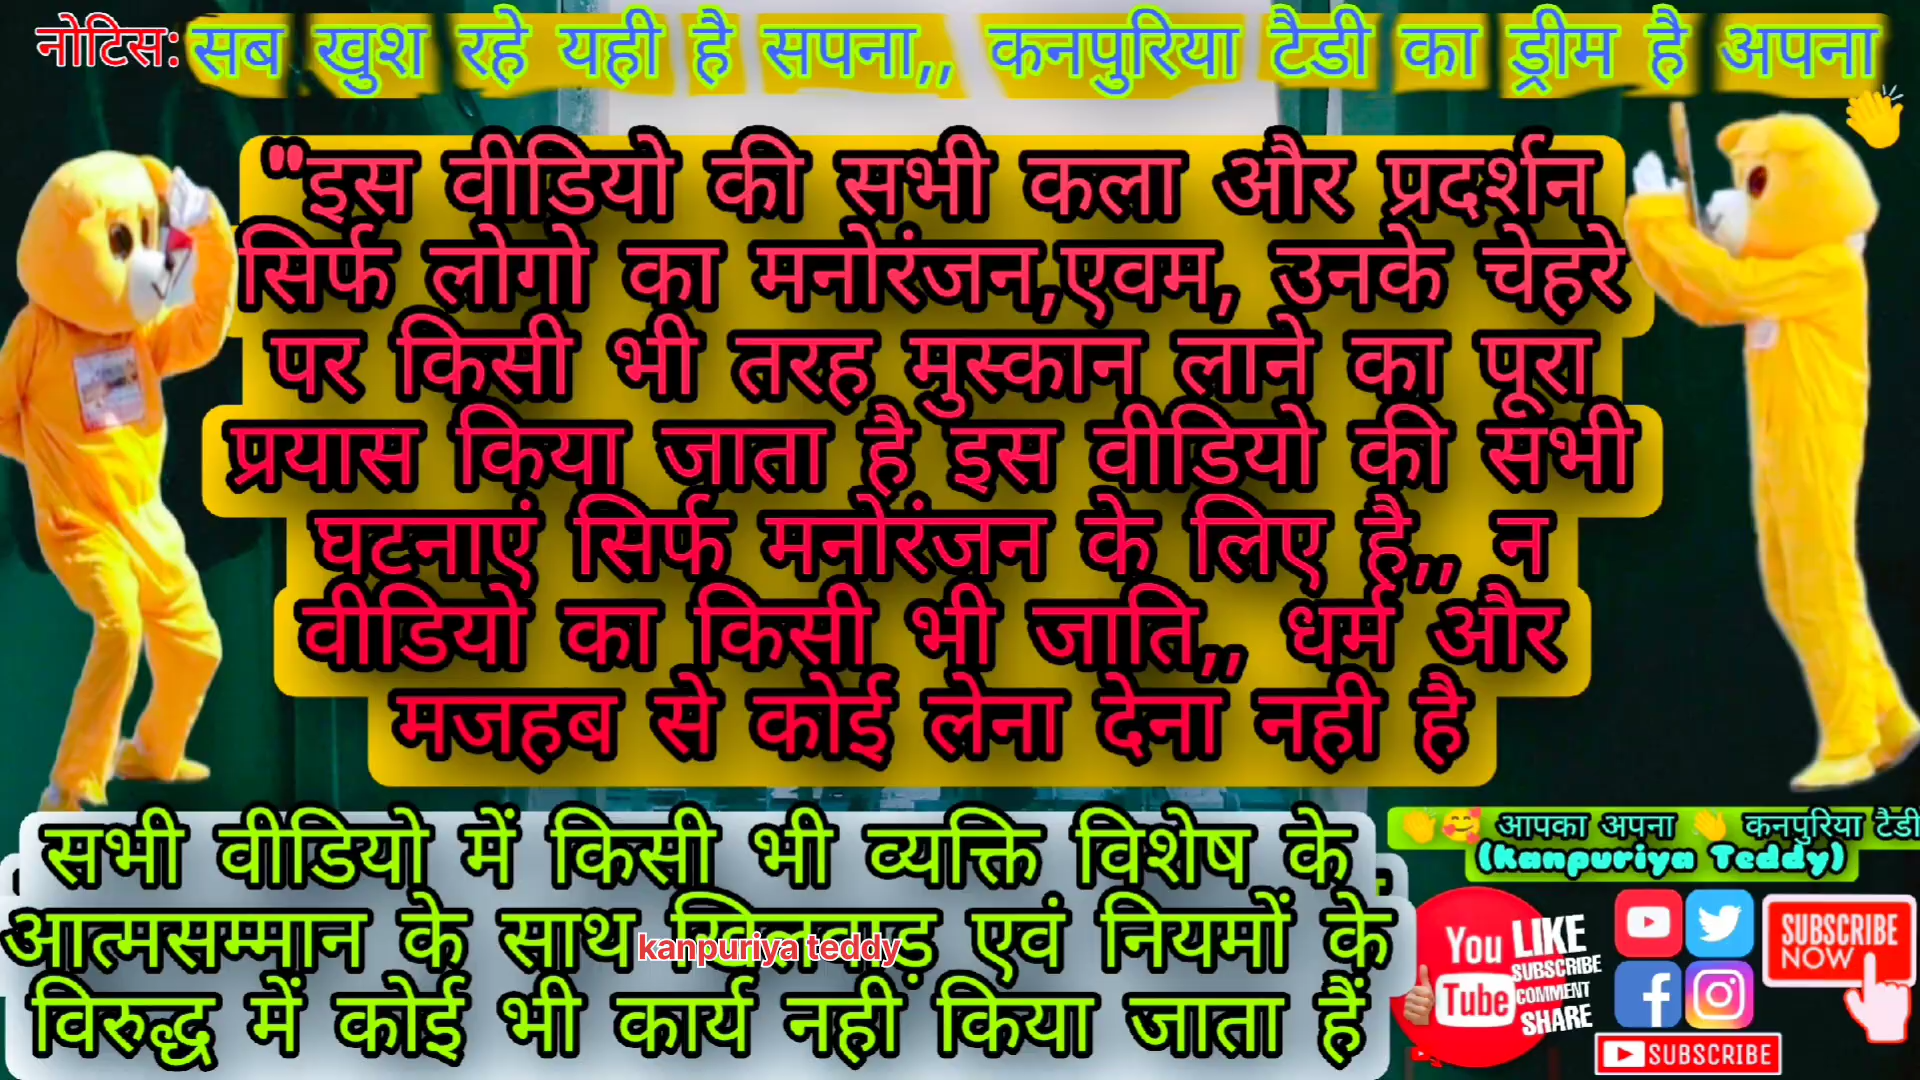 नोटिस: सब खुश रहे यही है सपना,, कनपुरिया टैडी का ड्रीम है अपना
"इस वीडियो की सभी कला और प्रदर्शन
सिर्फ लोगो का मनोरंजन,एवम, उनके चेहरे
पर किसी भी तरह मुस्कान लाने का पूरा
प्रयास किया जाता है इस वीडियो की सभी
घटनाएं सिर्फ मनोरंजन के लिए है,, न
वीडियो का किसी भी जाति,, धर्म और
मजहब से कोई लेना देना नही है
सभी वीडियो में किसी भी व्यक्ति विशेष के
आत्मसम्मान के साथ खिलवाड़ एवं नियमों के
विरुद्ध में कोई भी कार्य नही किया जाता हैं
kanpuriya teddy
👏🥰 आपका अपना 👋 कनपुरिया टैडी
(Kanpuriya Teddy)
You Tube
LIKE
SUBSCRIBE
COMMENT
SHARE
SUBSCRIBE
NOW
SUBSCRIBE